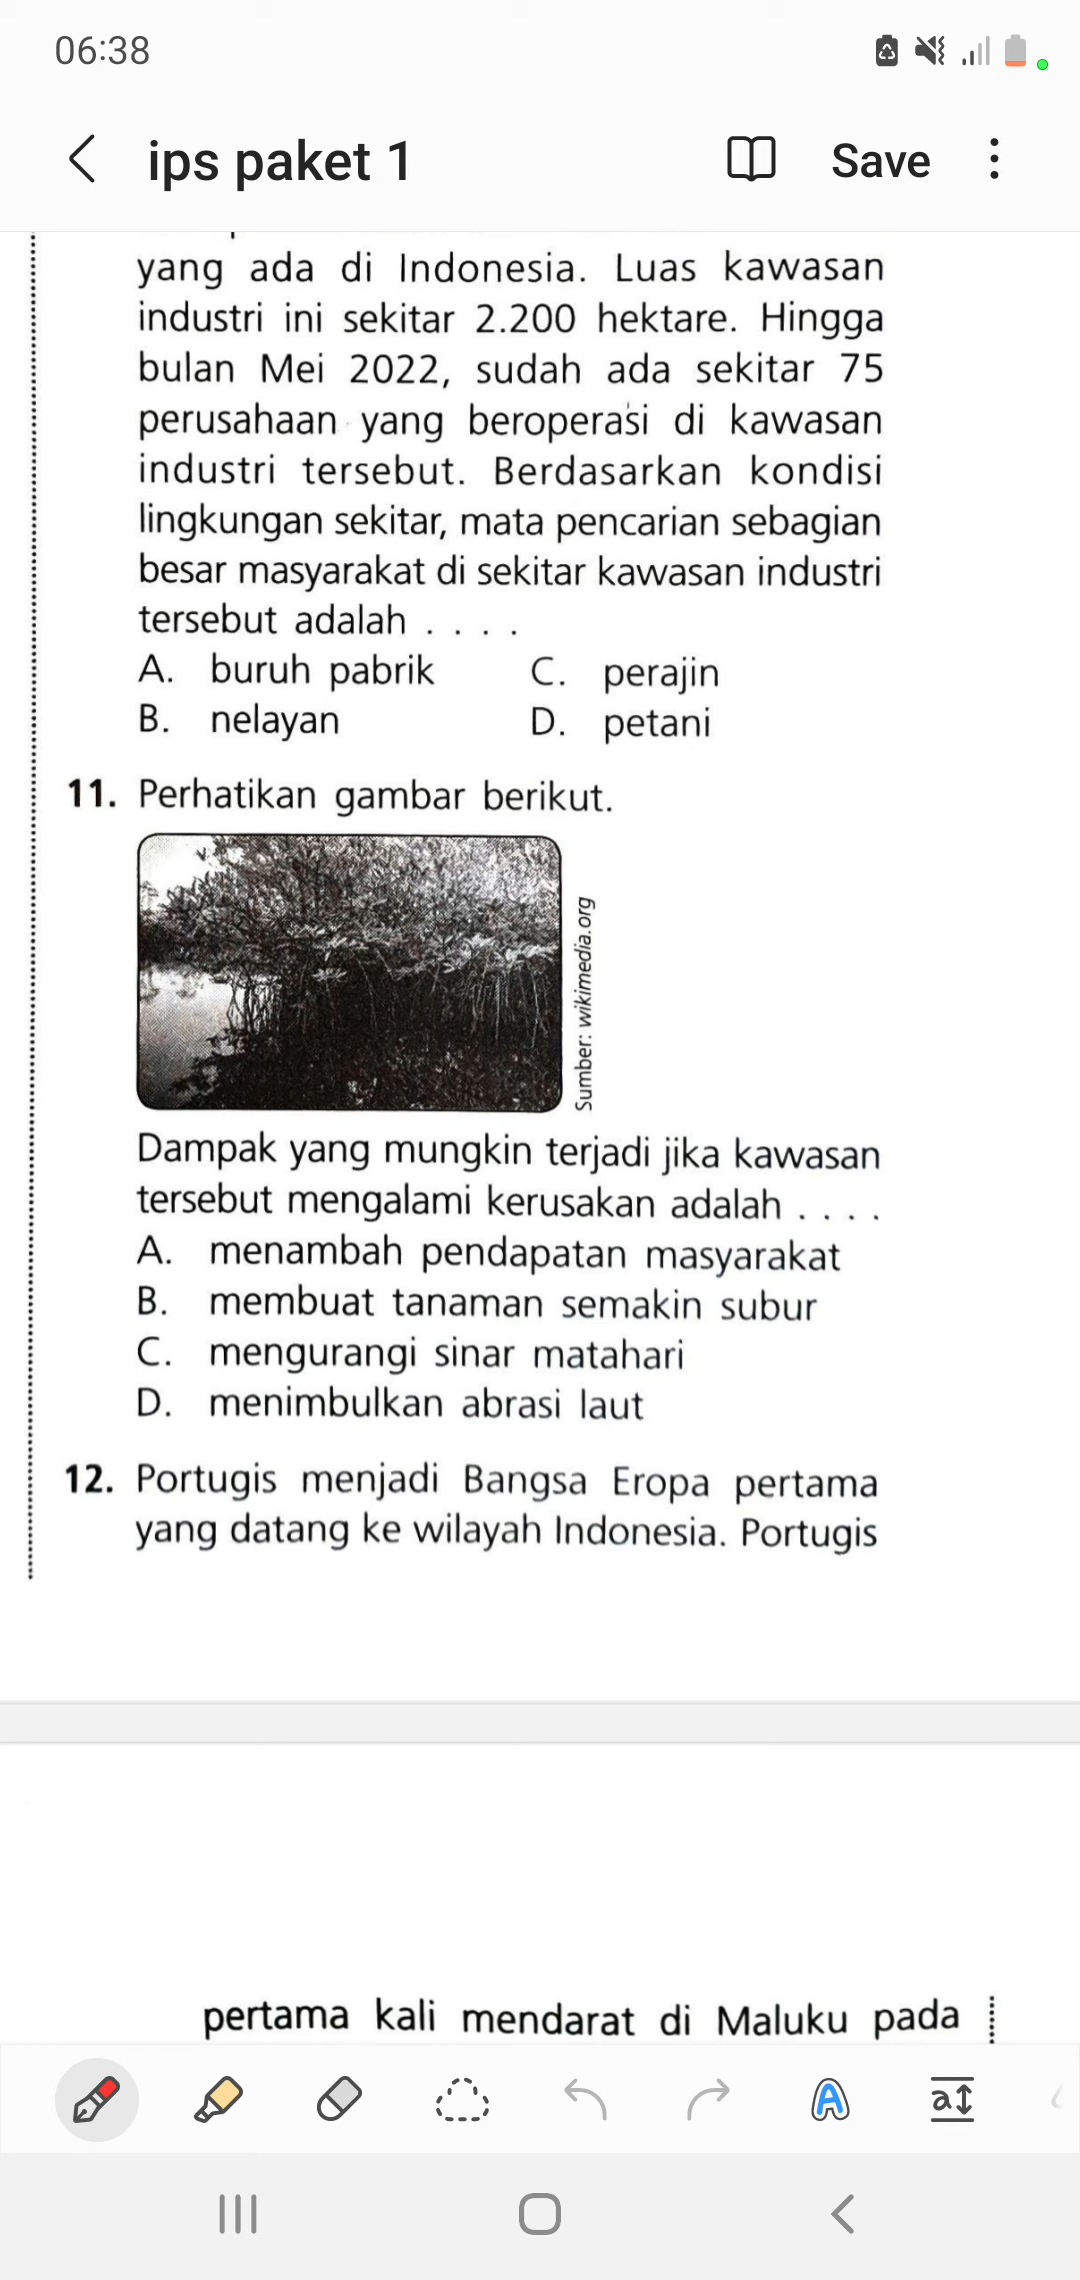 06:38
ips paket 1
Save
yang ada di Indonesia. Luas kawasan
industri ini sekitar 2.200 hektare. Hingga
bulan Mei 2022, sudah ada sekitar 75
perusahaan yang beroperasi di kawasan
industri tersebut. Berdasarkan kondisi
lingkungan sekitar, mata pencarian sebagian
besar masyarakat di sekitar kawasan industri
tersebut adalah . . . .
A. buruh pabrik C. perajin
B. nelayan D. petani
11. Perhatikan gambar berikut.
Sumber: wikimedia.org
Dampak yang mungkin terjadi jika kawasan
tersebut mengalami kerusakan adalah . . . .
A. menambah pendapatan masyarakat
B. membuat tanaman semakin subur
C. mengurangi sinar matahari
D. menimbulkan abrasi laut
12. Portugis menjadi Bangsa Eropa pertama
yang datang ke wilayah Indonesia. Portugis
pertama kali mendarat di Maluku pada
A
a